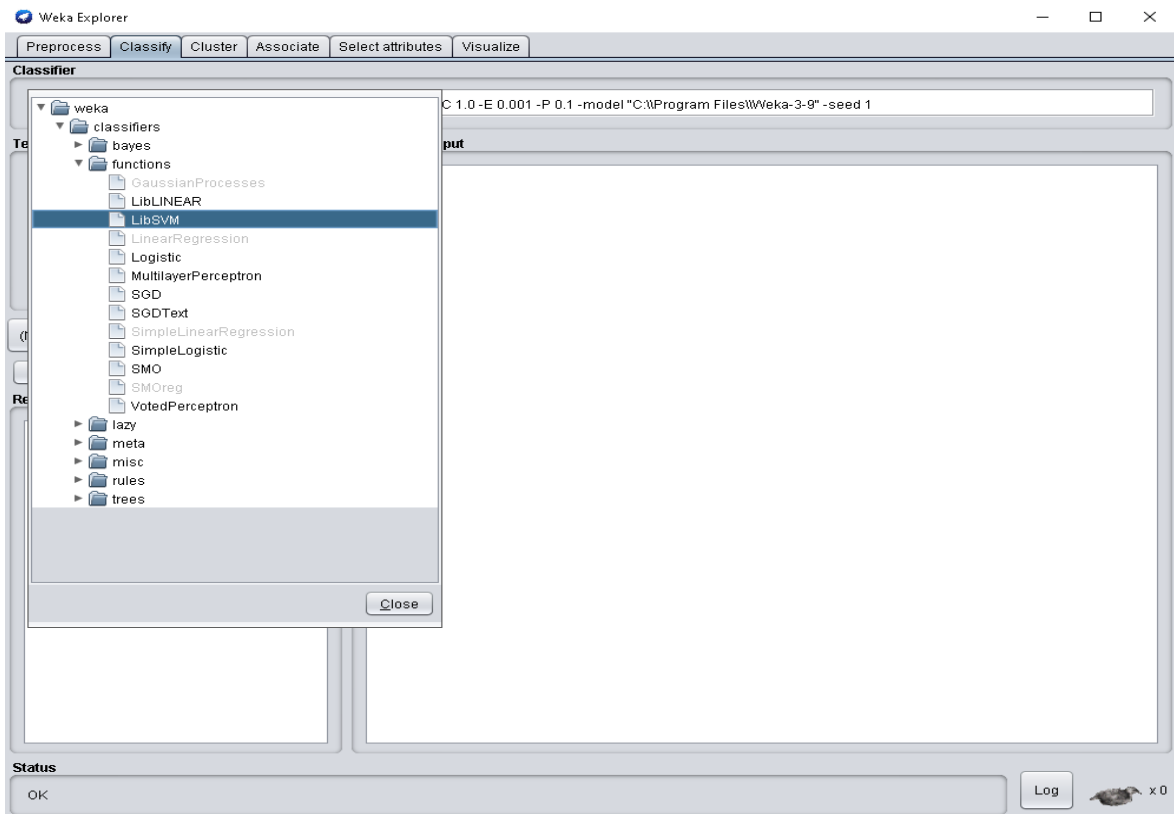 Weka Explorer
Preprocess Classify Cluster Associate Select attributes Visualize
Classifier
C 1.0 -E 0.001 -P 0.1 -model "C:\\Program Files\\Weka-3-9" -seed 1
weka
classifiers
Te
put
bayes
functions
GaussianProcesses
LibLINEAR
LibSVM
LinearRegression
Logistic
MultilayerPerceptron
SGD
SGDText
SimpleLinearRegression
SimpleLogistic
SMO
SMOreg
Re
VotedPerceptron
lazy
meta
misc
rules
trees
Close
Status
OK
Log
x 0